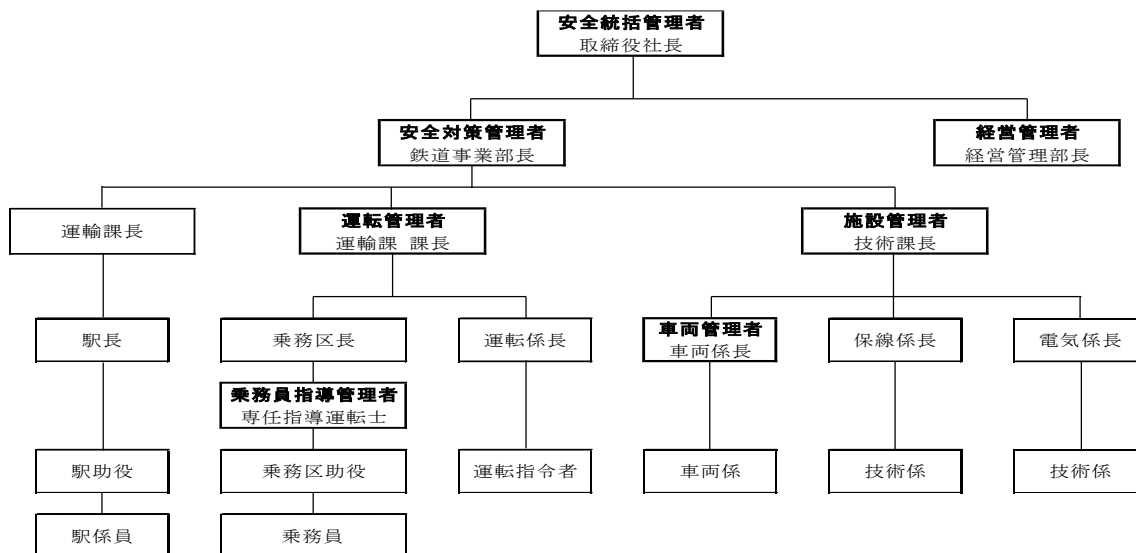 安全統括管理者
取締役社長
安全対策管理者
鉄道事業部長
経営管理者
経営管理部長
運輸課長
運転管理者
運輸課 課長
施設管理者
技術課長
駅長
乗務区長
運転係長
車両管理者
車両係長
保線係長
電気係長
乗務員指導管理者
専任指導運転士
駅助役
乗務区助役
運転指令者
車両係
技術係
技術係
駅係員
乗務員